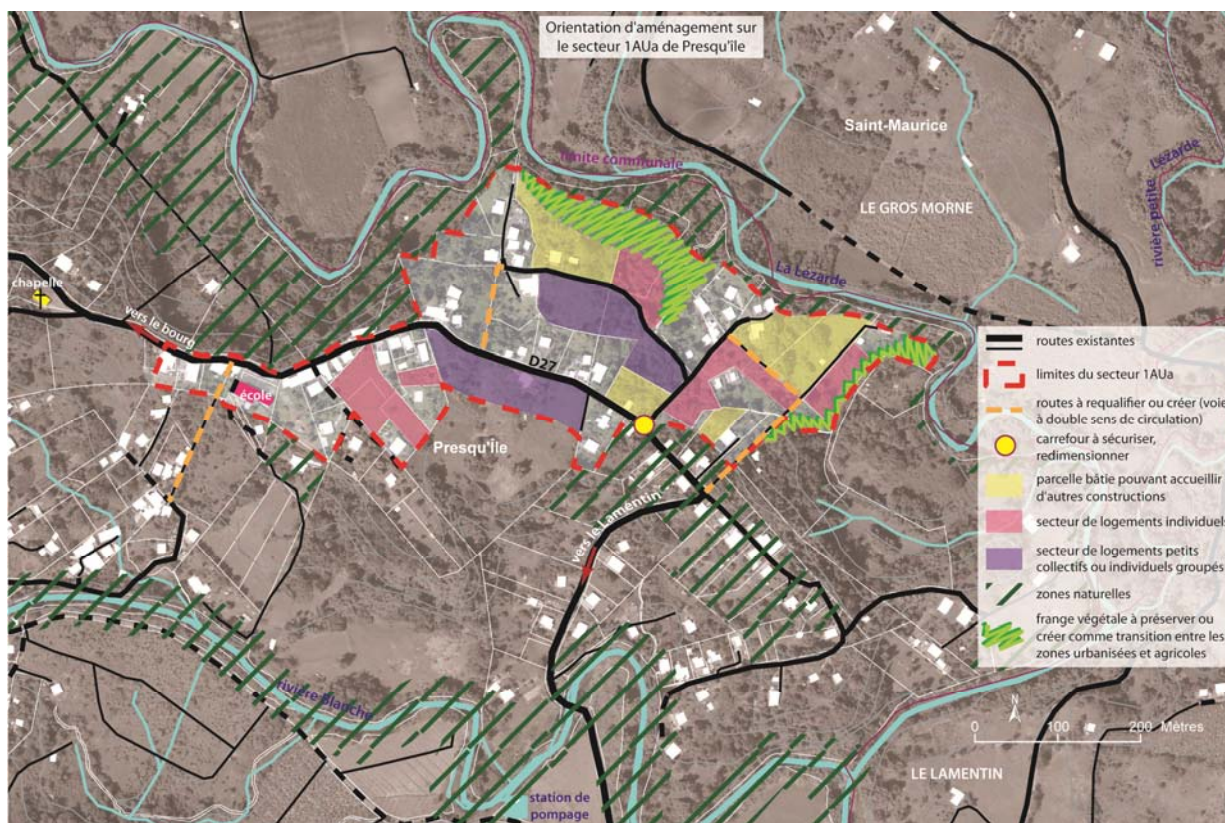 Orientation d'aménagement sur
le secteur 1AUa de Presqu'île
Saint-Maurice
limite communale
LE GROS MORNE
rivière petite Lézarde
La Lézarde
chapelle
vers le bourg
D27
école
Presqu'Île
vers le Lamentin
rivière Blanche
station de
pompage
LE LAMENTIN
routes existantes
limites du secteur 1AUa
routes à requalifier ou créer (voie
à double sens de circulation)
carrefour à sécuriser,
redimensionner
parcelle bâtie pouvant accueillir
d'autres constructions
secteur de logements individuels
secteur de logements petits
collectifs ou individuels groupés
zones naturelles
frange végétale à préserver ou
créer comme transition entre les
zones urbanisées et agricoles
N
0 100 200 Mètres